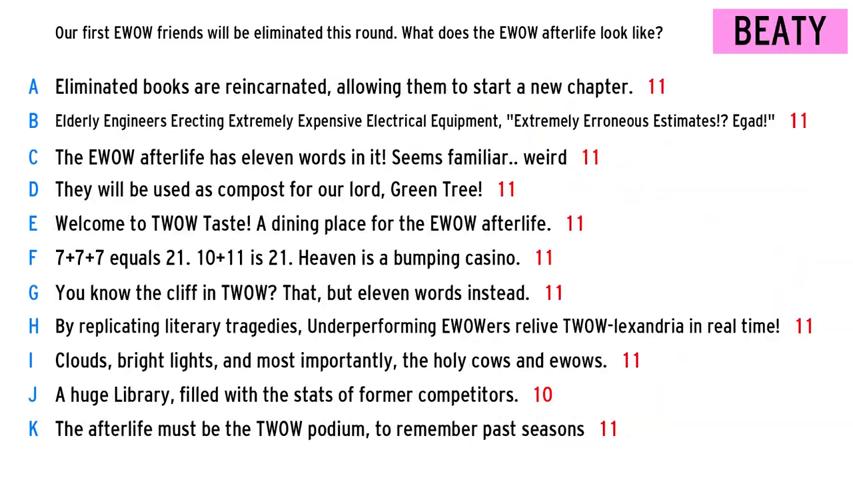 Our first EWOW friends will be eliminated this round. What does the EWOW afterlife look like?
BEATY
A Eliminated books are reincarnated, allowing them to start a new chapter. 11
B Elderly Engineers Erecting Extremely Expensive Electrical Equipment, "Extremely Erroneous Estimates!? Egad!" 11
C The EWOW afterlife has eleven words in it! Seems familiar.. weird 11
D They will be used as compost for our lord, Green Tree! 11
E Welcome to TWOW Taste! A dining place for the EWOW afterlife. 11
F 7+7+7 equals 21. 10+11 is 21. Heaven is a bumping casino. 11
G You know the cliff in TWOW? That, but eleven words instead. 11
H By replicating literary tragedies, Underperforming EWOWers relive TWOW-lexandria in real time! 11
I Clouds, bright lights, and most importantly, the holy cows and ewows. 11
J A huge Library, filled with the stats of former competitors. 10
K The afterlife must be the TWOW podium, to remember past seasons 11